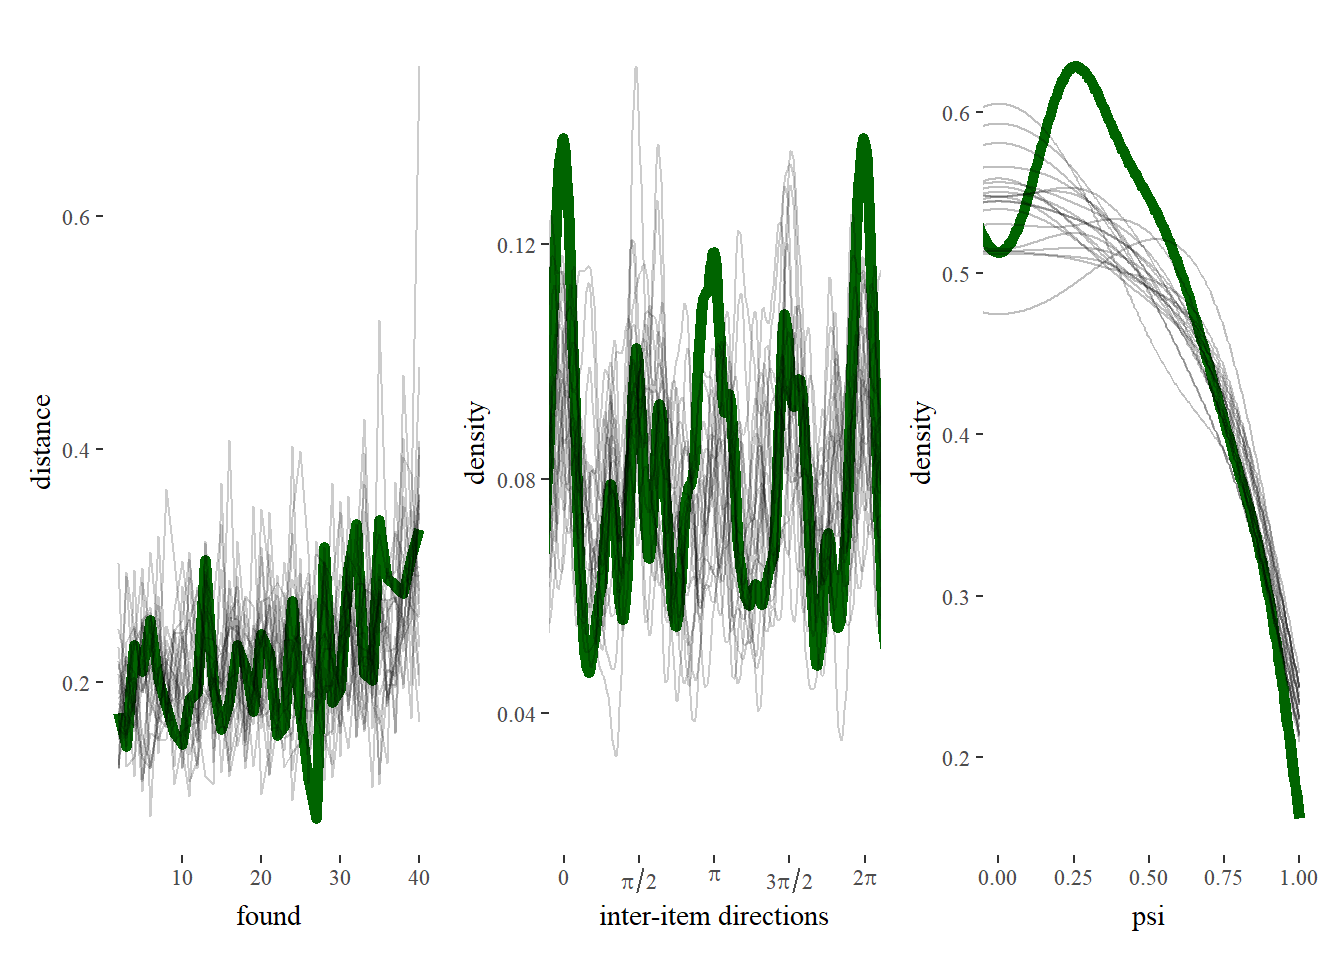 distance
0.6
0.4
0.2
10 20 30 40
found
density
0.12
0.08
0.04
0 π/2 π 3π/2 2π
inter-item directions
density
0.6
0.5
0.4
0.3
0.2
0.00 0.25 0.50 0.75 1.00
psi